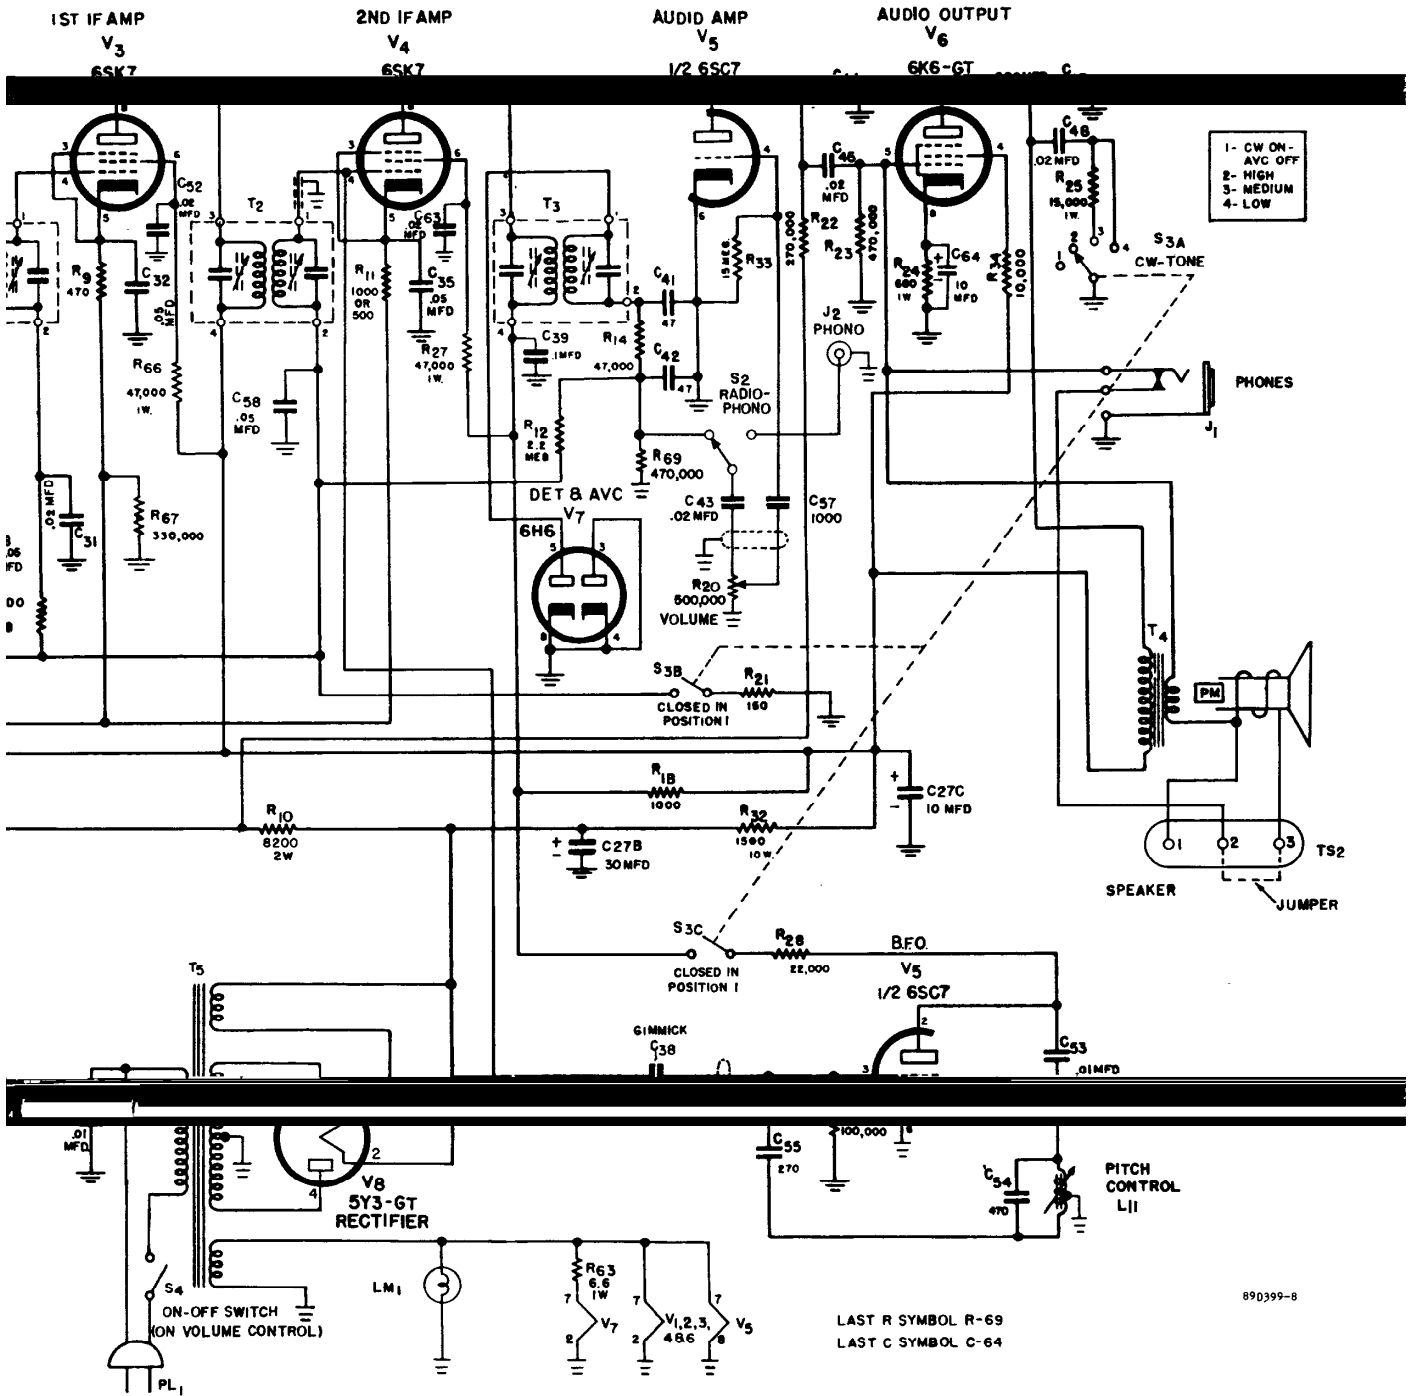 1ST IF AMP
V3
6SK7
2ND IF AMP
V4
6SK7
AUDIO AMP
V5
1/2 6SC7
AUDIO OUTPUT
V6
6K6-GT
1- CW ON-
AVC OFF
2- HIGH
3- MEDIUM
4- LOW
C52
.02
MFD
T2
C63
.02
MFD
T3
C46
.02
MFD
C48
.02 MFD
R25
15,000
1W.
S3A
CW-TONE
R9
470
C32
.05
MFD
R11
1000
OR
500
C35
.05
MFD
C41
47
R33
15 MEG.
R22
270,000
R23
470,000
R24
680
1W
C64
10
MFD
R34
10,000
J2
PHONO
R66
47,000
1W.
C58
.05
MFD
R27
47,000
1W.
C39
.1MFD
R14
47,000
C42
47
S2
RADIO-
PHONO
PHONES
J1
R12
2.2
MEG
R69
470,000
C43
.02 MFD
C57
1000
.02 MFD
C31
R67
330,000
DET & AVC
V7
6H6
R20
500,000
VOLUME
T4
PM
S3B
CLOSED IN
POSITION 1
R21
150
R18
1000
C27C
10 MFD
R10
8200
2W
C27B
30 MFD
R32
1500
10W.
1
2
3
TS2
SPEAKER
JUMPER
S3C
CLOSED IN
POSITION 1
R28
22,000
B.F.O.
V5
1/2 6SC7
T5
GIMMICK
C38
C53
.01MFD
.01
MFD
V8
5Y3-GT
RECTIFIER
100,000
C55
270
C54
470
PITCH
CONTROL
L11
S4
ON-OFF SWITCH
(ON VOLUME CONTROL)
PL1
LM1
R63
6.6
1W
V7
V1,2,3,
4&6
V5
LAST R SYMBOL R-69
LAST C SYMBOL C-64
89D399-8